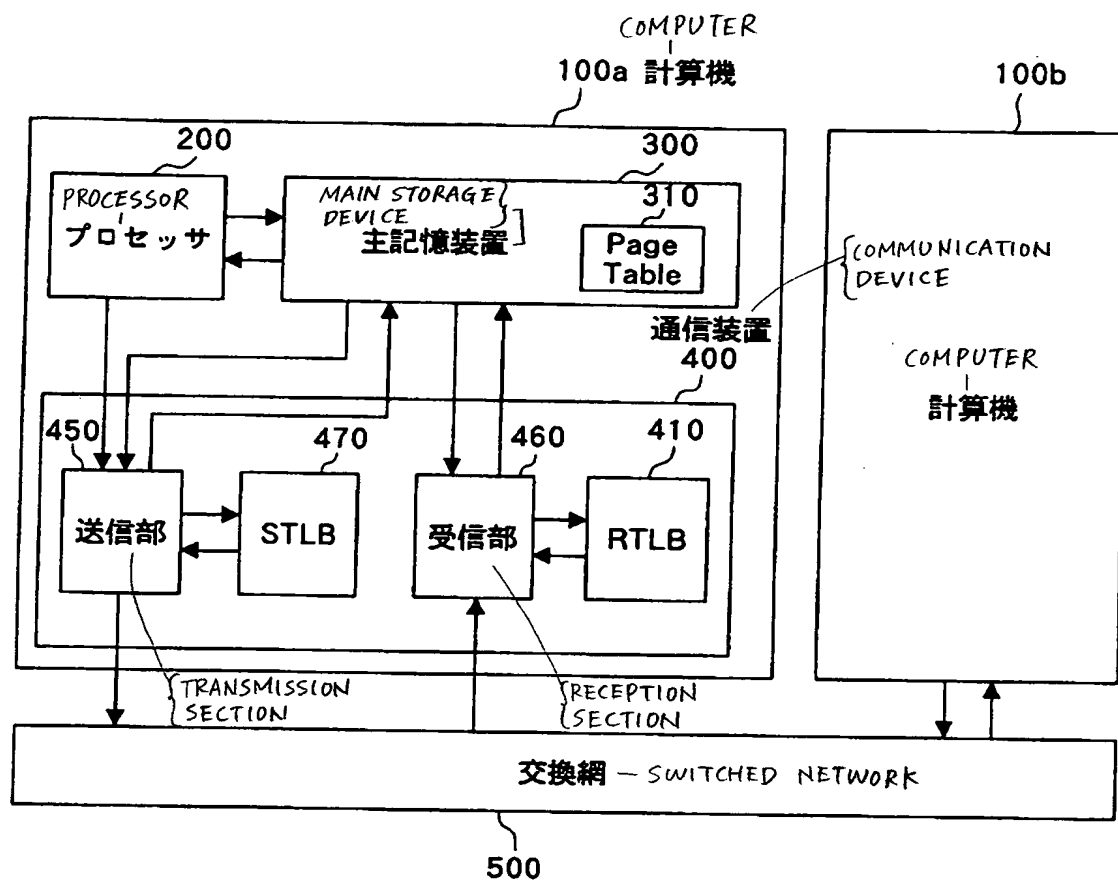 COMPUTER
100a 計算機
100b
200
300
PROCESSOR
プロセッサ
MAIN STORAGE
DEVICE
主記憶装置
310
Page
Table
COMMUNICATION
DEVICE
通信装置
400
COMPUTER
計算機
450
470
460
410
送信部
STLB
受信部
RTLB
TRANSMISSION
SECTION
RECEPTION
SECTION
交換網 - SWITCHED NETWORK
500